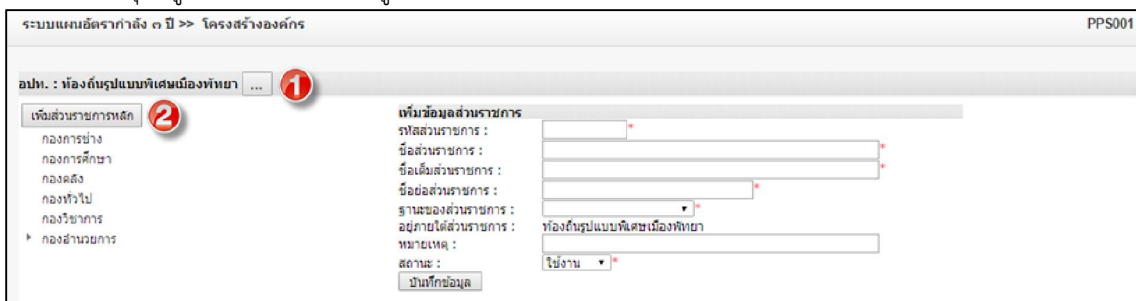 ระบบแผนอัตรากำลัง ๓ ปี >> โครงสร้างองค์กร PPS001
อปท. : ท้องถิ่นรูปแบบพิเศษเมืองพัทยา ... 1
เพิ่มส่วนราชการหลัก 2
กองการช่าง
กองการศึกษา
กองคลัง
กองทั่วไป
กองวิชาการ
กองอำนวยการ
เพิ่มข้อมูลส่วนราชการ
รหัสส่วนราชการ : *
ชื่อส่วนราชการ : *
ชื่อเต็มส่วนราชการ : *
ชื่อย่อส่วนราชการ : *
ฐานะของส่วนราชการ : *
อยู่ภายใต้ส่วนราชการ : ท้องถิ่นรูปแบบพิเศษเมืองพัทยา
หมายเหตุ :
สถานะ : ใช้งาน *
บันทึกข้อมูล